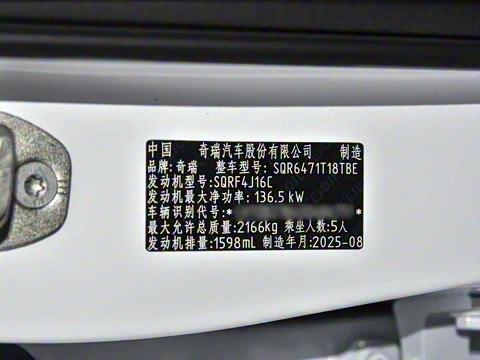 中国 奇瑞汽车股份有限公司 制造
品牌:奇瑞 整车型号:SQR6471T18TBE
发动机型号:SQRF4J16C
发动机最大净功率:136.5 kW
车辆识别代号:* *
最大允许总质量:2166kg 乘坐人数:5人
发动机排量:1598mL 制造年月:2025-08